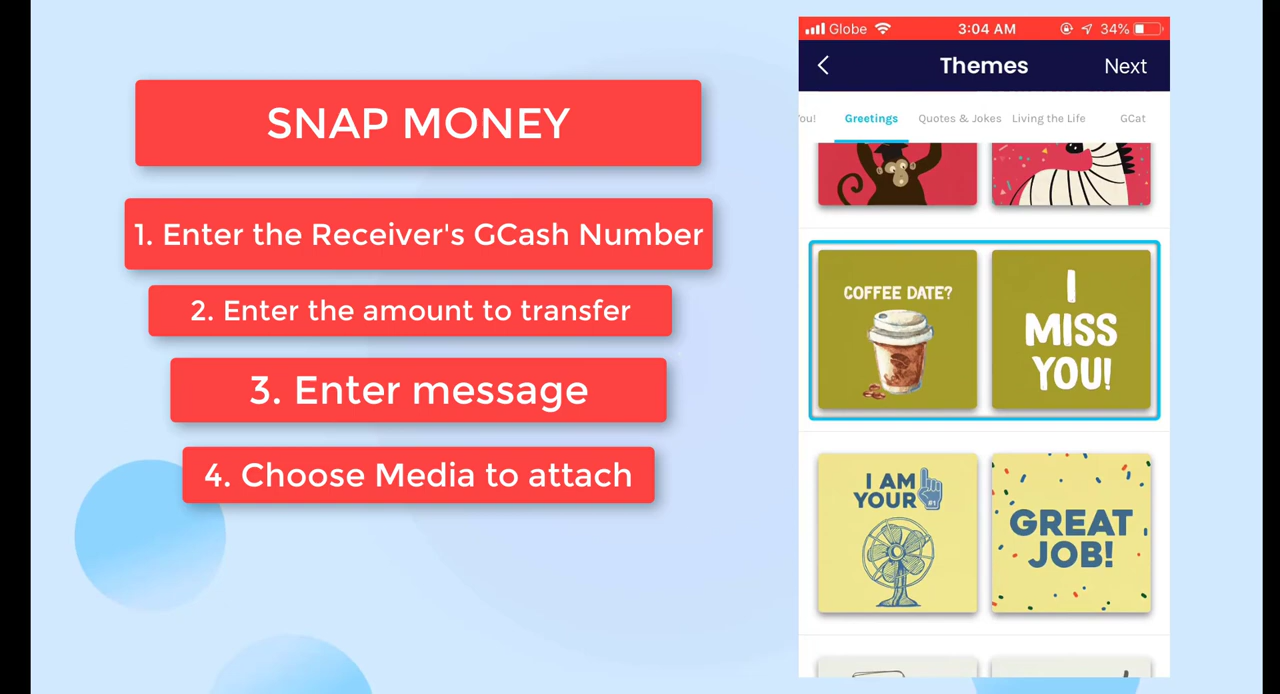 SNAP MONEY
1. Enter the Receiver's GCash Number
2. Enter the amount to transfer
3. Enter message
4. Choose Media to attach
Globe 3:04 AM 34%
Themes Next
You! Greetings Quotes & Jokes Living the Life GCat
COFFEE DATE?
I
MISS
YOU!
I AM
YOUR #1
GREAT
JOB!